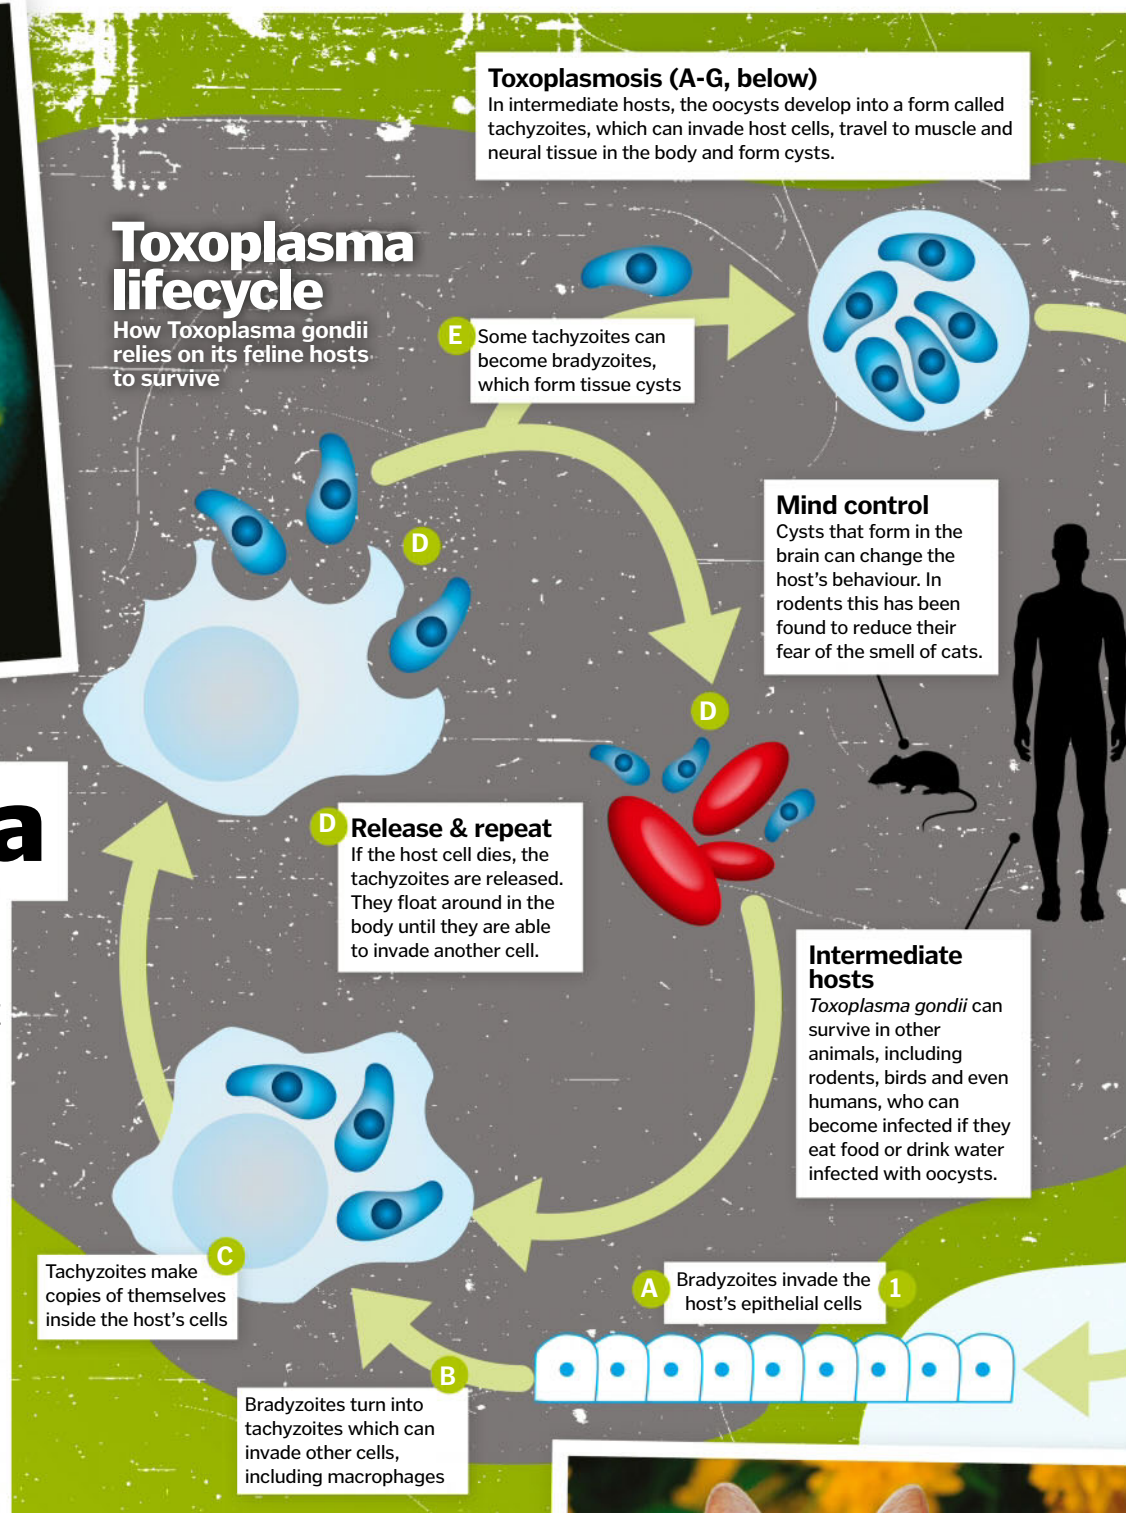 Toxoplasmosis (A-G, below)
In intermediate hosts, the oocysts develop into a form called
tachyzoites, which can invade host cells, travel to muscle and
neural tissue in the body and form cysts.
Toxoplasma
lifecycle
How Toxoplasma gondii
relies on its feline hosts
to survive
E
Some tachyzoites can
become bradyzoites,
which form tissue cysts
D
Mind control
Cysts that form in the
brain can change the
host's behaviour. In
rodents this has been
found to reduce their
fear of the smell of cats.
D
a
D Release & repeat
If the host cell dies, the
tachyzoites are released.
They float around in the
body until they are able
to invade another cell.
Intermediate
hosts
Toxoplasma gondii can
survive in other
animals, including
rodents, birds and even
humans, who can
become infected if they
eat food or drink water
infected with oocysts.
C
Tachyzoites make
copies of themselves
inside the host's cells
A
Bradyzoites invade the
host's epithelial cells
1
B
Bradyzoites turn into
tachyzoites which can
invade other cells,
including macrophages